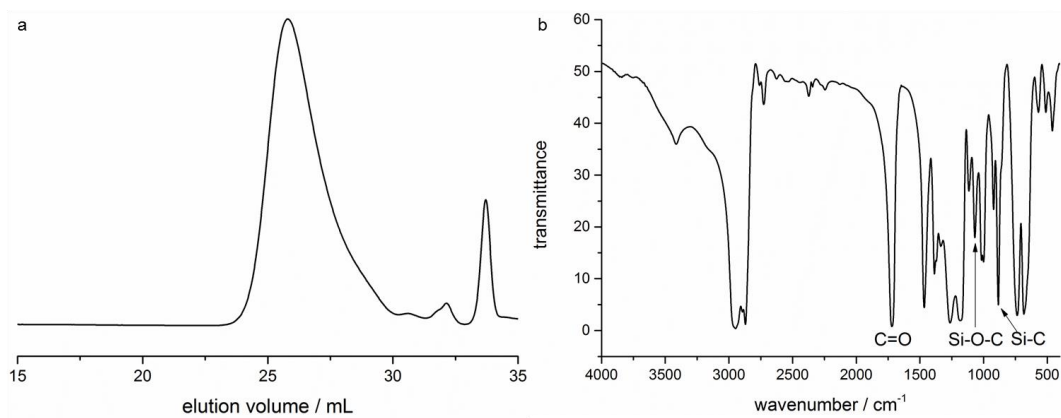 a
15 20 25 30 35
elution volume / mL
b
60
50
40
30
20
10
0
transmittance
C=O Si-O-C Si-C
4000 3500 3000 2500 2000 1500 1000 500
wavenumber / cm⁻¹